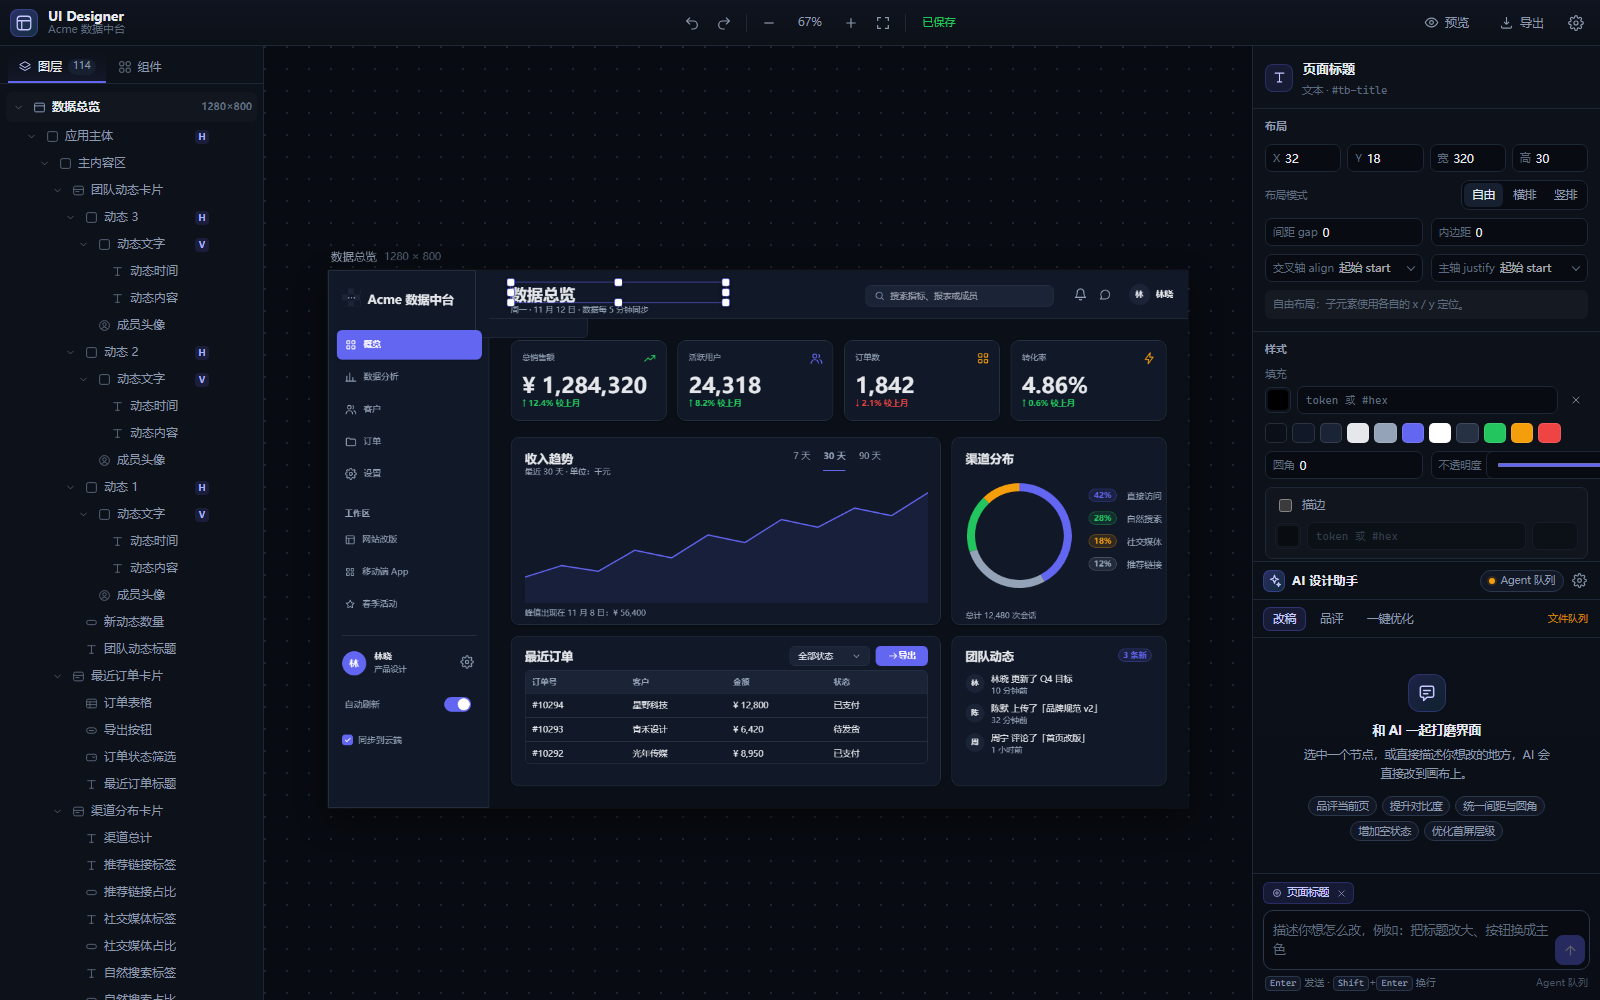 UI Designer
Acme 数据中台
67%
已保存
预览
导出
图层 114
组件
数据总览 1280×800
应用主体 H
主内容区
团队动态卡片
动态 3 H
动态文字 V
动态时间
动态内容
成员头像
动态 2 H
动态文字 V
动态时间
动态内容
成员头像
动态 1 H
动态文字 V
动态时间
动态内容
成员头像
新动态数量
团队动态标题
最近订单卡片
订单表格
导出按钮
订单状态筛选
最近订单标题
渠道分布卡片
渠道总计
推荐链接标签
推荐链接占比
社交媒体标签
社交媒体占比
自然搜索标签
自然搜索占比
数据总览 1280 × 800
Acme 数据中台
概览
数据分析
客户
订单
设置
工作区
网站改版
移动端 App
春季活动
林
林晓
产品设计
自动刷新
同步到云端
数据总览
周一 · 11 月 12 日 · 数据每 5 分钟同步
搜索指标、报表或成员
林 林晓
总销售额
¥ 1,284,320
↑ 12.4% 较上月
活跃用户
24,318
↑ 8.2% 较上月
订单数
1,842
↓ 2.1% 较上月
转化率
4.86%
↑ 0.6% 较上月
收入趋势
最近 30 天 · 单位：千元
7 天 30 天 90 天
峰值出现在 11 月 8 日：¥ 56,400
渠道分布
42% 直接访问
28% 自然搜索
18% 社交媒体
12% 推荐链接
总计 12,480 次会话
最近订单
全部状态
→导出
订单号 客户 金额 状态
#10294 星野科技 ¥ 12,800 已支付
#10293 青禾设计 ¥ 6,420 待发货
#10292 光年传媒 ¥ 8,950 已支付
团队动态
3 条新
林 林晓 更新了 Q4 目标
10 分钟前
陈 陈默 上传了「品牌规范 v2」
32 分钟前
周 周宁 评论了「首页改版」
1 小时前
页面标题
文本 · #tb-title
布局
X 32 Y 18 宽 320 高 30
布局模式 自由 横排 竖排
间距 gap 0 内边距 0
交叉轴 align 起始 start 主轴 justify 起始 start
自由布局：子元素使用各自的 x / y 定位。
样式
填充
token 或 #hex
圆角 0 不透明度
描边
token 或 #hex
AI 设计助手
Agent 队列
改稿 品评 一键优化 文件队列
和 AI 一起打磨界面
选中一个节点，或直接描述你想改的地方，AI 会
直接改到画布上。
品评当前页 提升对比度 统一间距与圆角
增加空状态 优化首屏层级
页面标题
描述你想怎么改，例如：把标题改大、按钮换成主
色
Enter 发送 · Shift+Enter 换行
Agent 队列